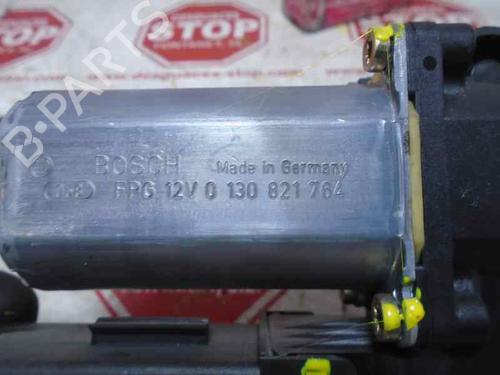 STOP
STOP
B-PARTS
BOSCH Made in Germany
FPG 12V 0 130 821 764